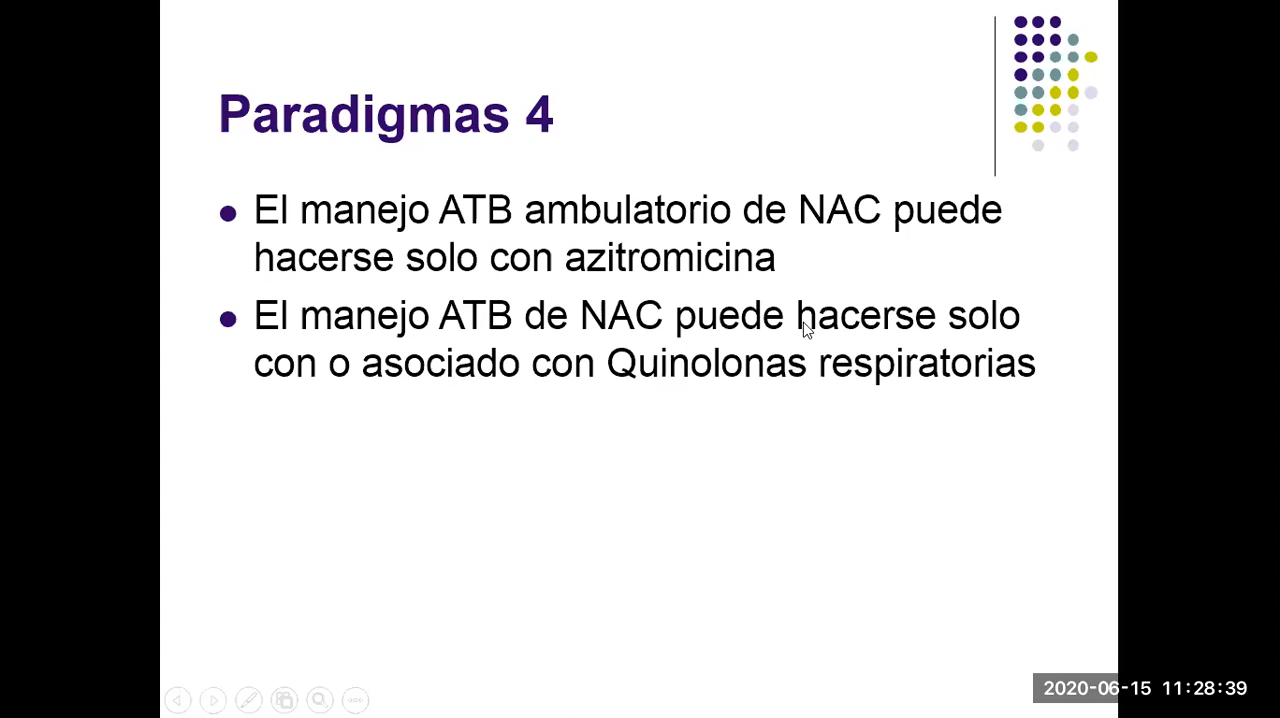 Paradigmas 4
El manejo ATB ambulatorio de NAC puede
hacerse solo con azitromicina
El manejo ATB de NAC puede hacerse solo
con o asociado con Quinolonas respiratorias
2020-06-15 11:28:39